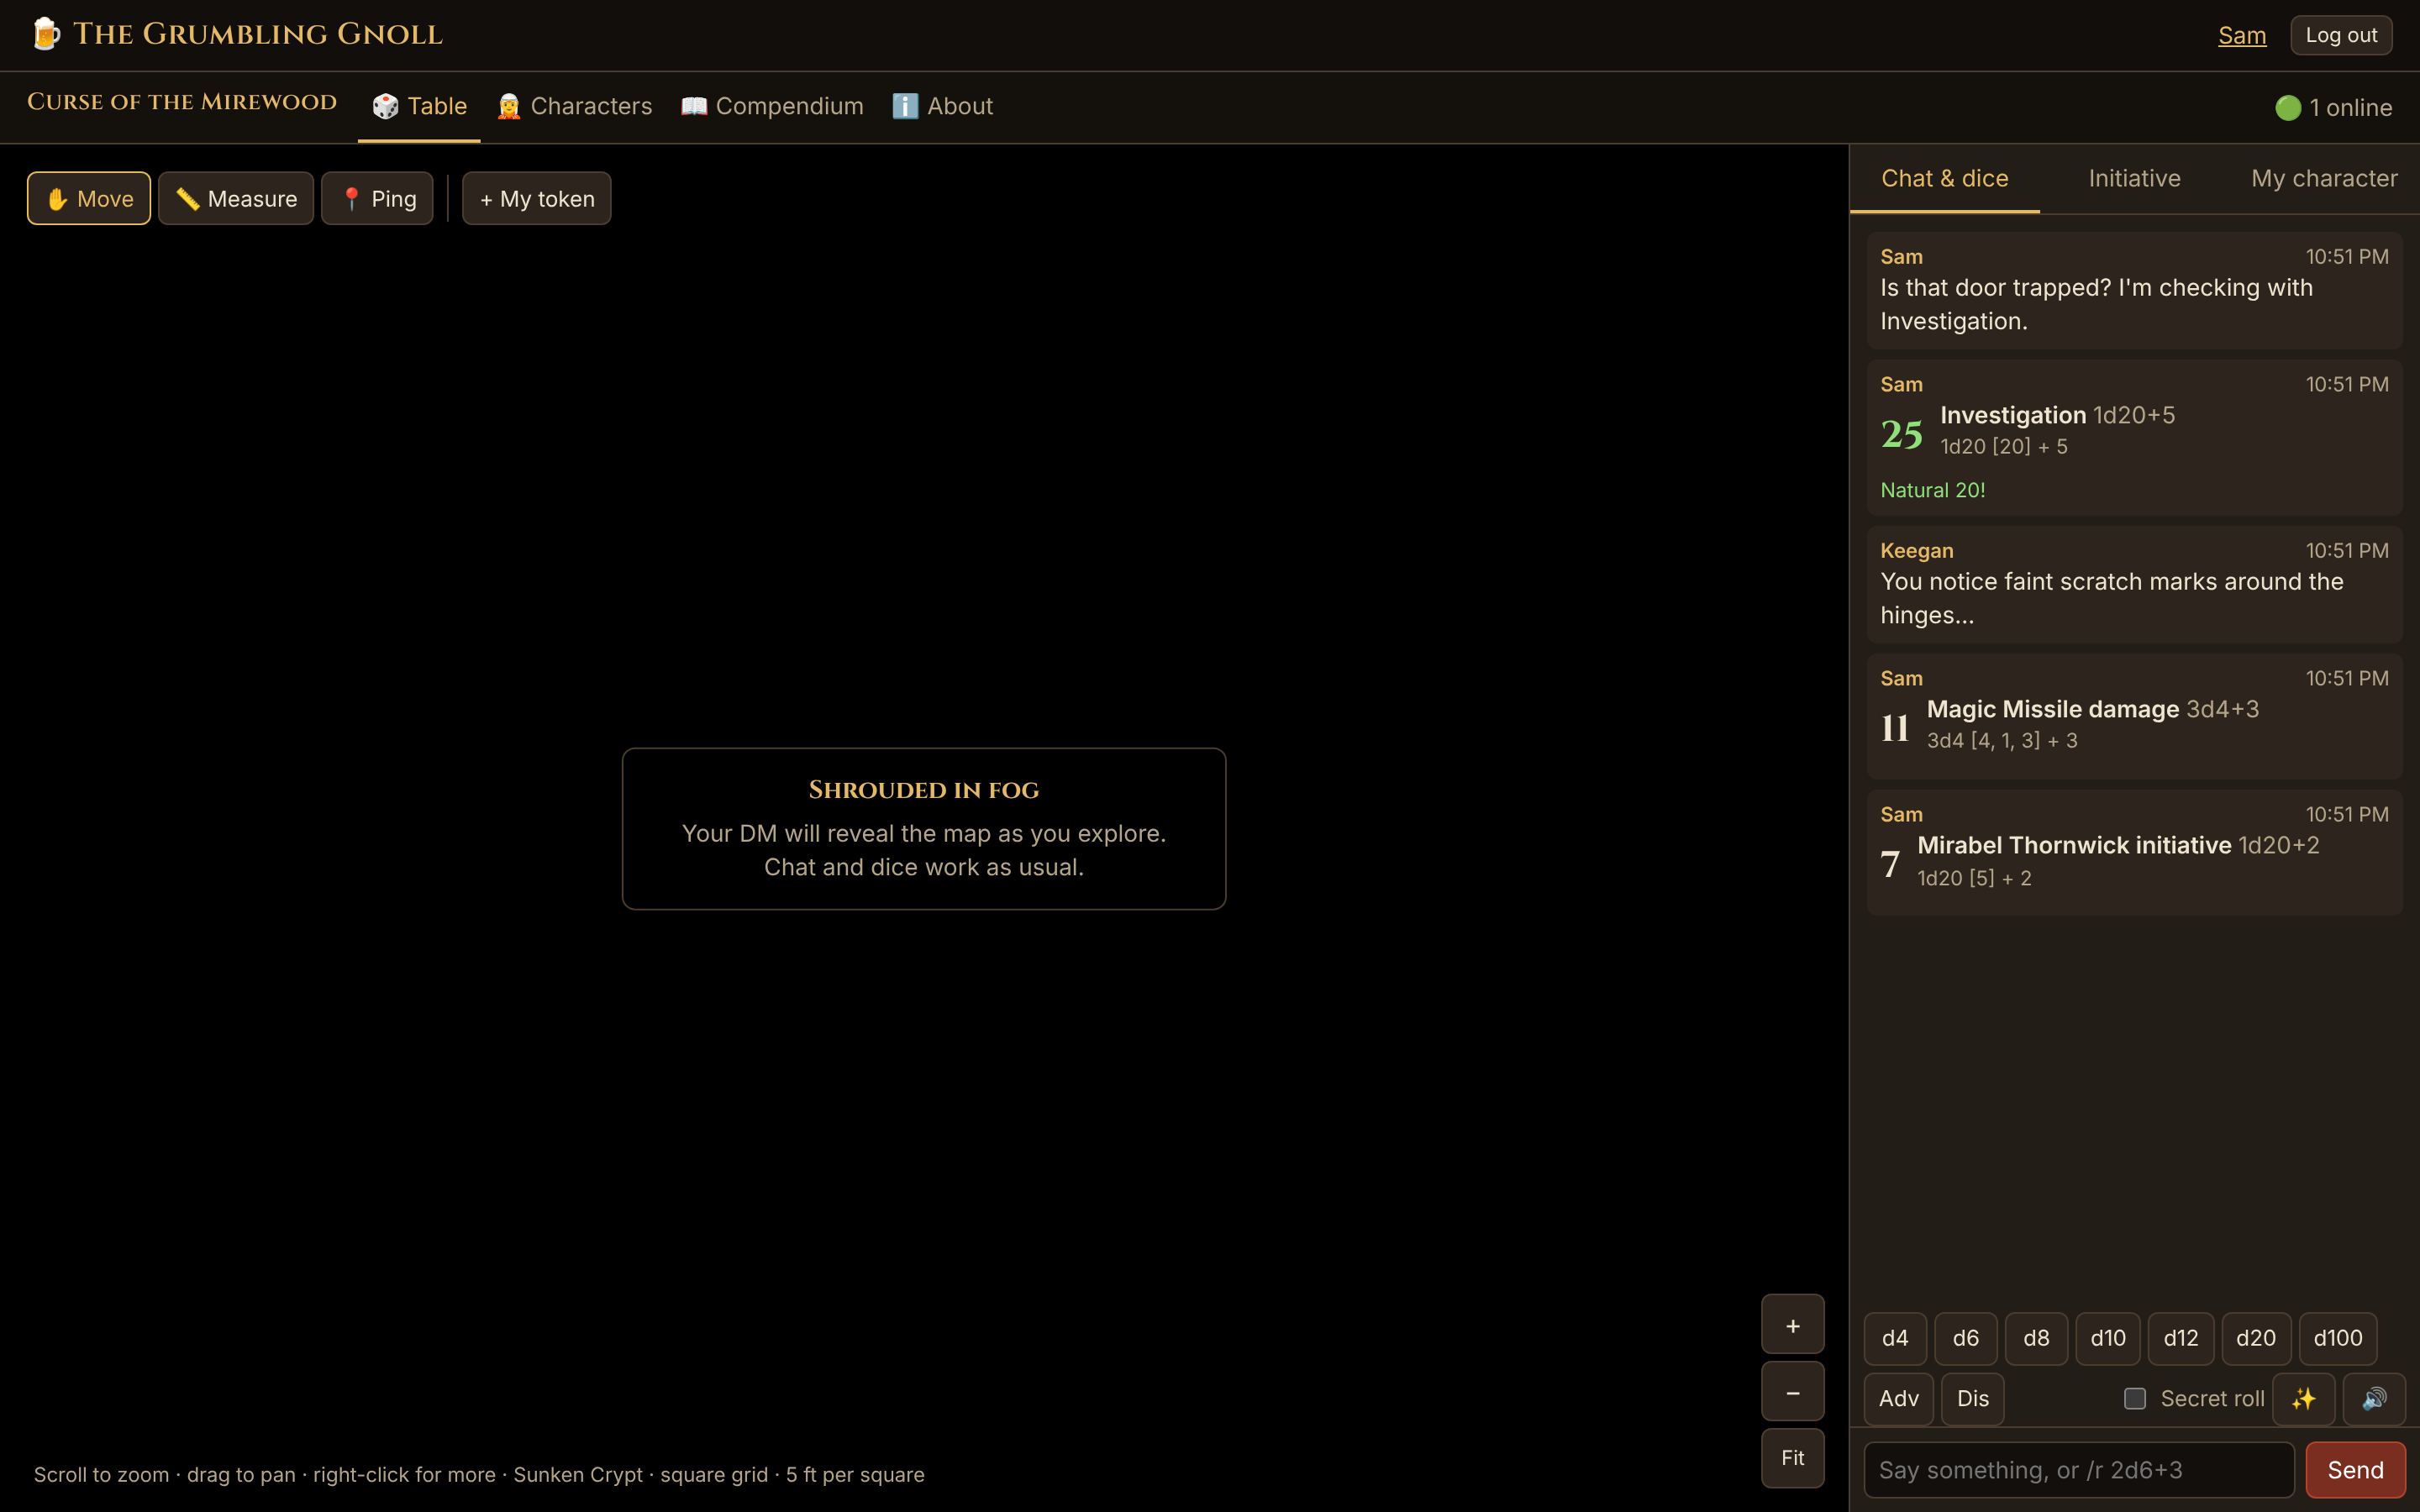 The Grumbling Gnoll
Sam
Log out
Curse of the Mirewood
Table
Characters
Compendium
About
1 online
Move
Measure
Ping
+ My token
Chat & dice
Initiative
My character
Sam
10:51 PM
Is that door trapped? I'm checking with
Investigation.
Sam
10:51 PM
25
Investigation 1d20+5
1d20 [20] + 5
Natural 20!
Keegan
10:51 PM
You notice faint scratch marks around the
hinges...
Sam
10:51 PM
11
Magic Missile damage 3d4+3
3d4 [4, 1, 3] + 3
Sam
10:51 PM
7
Mirabel Thornwick initiative 1d20+2
1d20 [5] + 2
Shrouded in fog
Your DM will reveal the map as you explore.
Chat and dice work as usual.
+
−
Fit
Scroll to zoom · drag to pan · right-click for more · Sunken Crypt · square grid · 5 ft per square
d4
d6
d8
d10
d12
d20
d100
Adv
Dis
Secret roll
Say something, or /r 2d6+3
Send